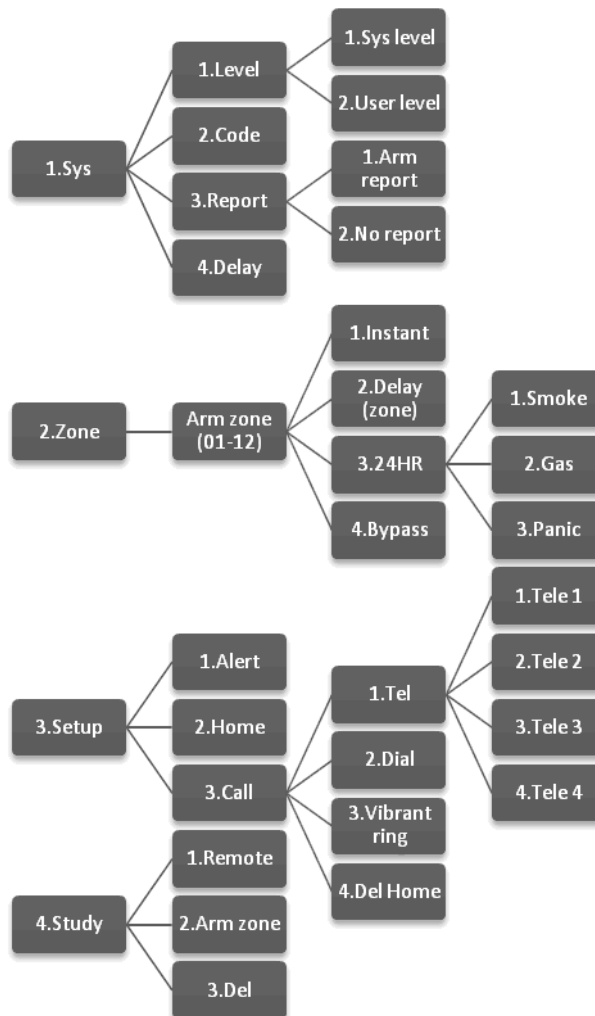 1.Sys
1.Level
1.Sys level
2.User level
2.Code
3.Report
1.Arm
report
2.No report
4.Delay
2.Zone
Arm zone
(01-12)
1.Instant
2.Delay
(zone)
3.24HR
1.Smoke
2.Gas
3.Panic
4.Bypass
3.Setup
1.Alert
2.Home
3.Call
1.Tel
1.Tele 1
2.Tele 2
3.Tele 3
4.Tele 4
2.Dial
3.Vibrant
ring
4.Del Home
4.Study
1.Remote
2.Arm zone
3.Del